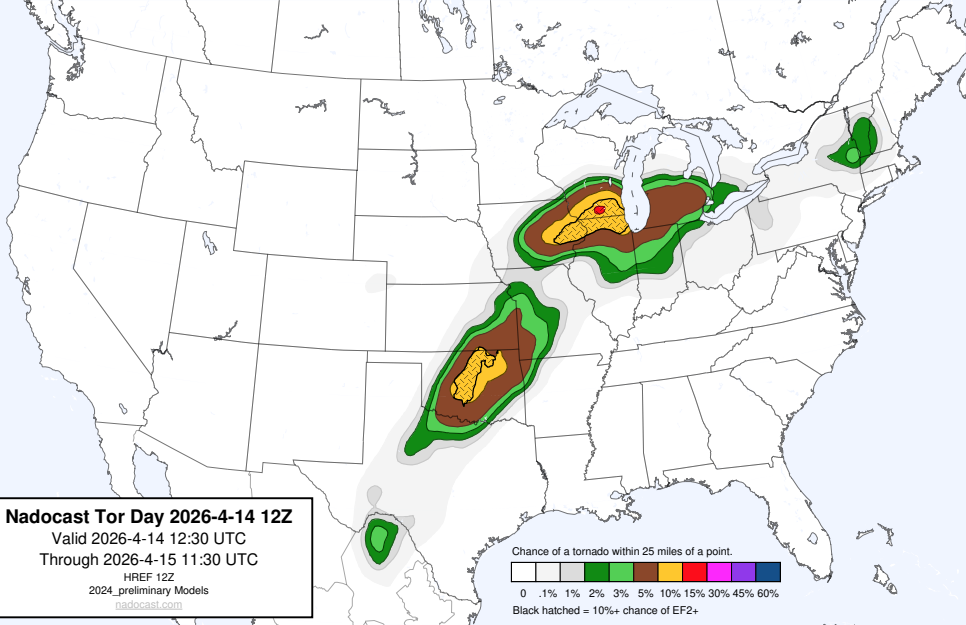 Nadocast Tor Day 2026-4-14 12Z
Valid 2026-4-14 12:30 UTC
Through 2026-4-15 11:30 UTC
HREF 12Z
2024_preliminary Models
nadocast.com
Chance of a tornado within 25 miles of a point.
0 .1% 1% 2% 3% 5% 10% 15% 30% 45% 60%
Black hatched = 10%+ chance of EF2+